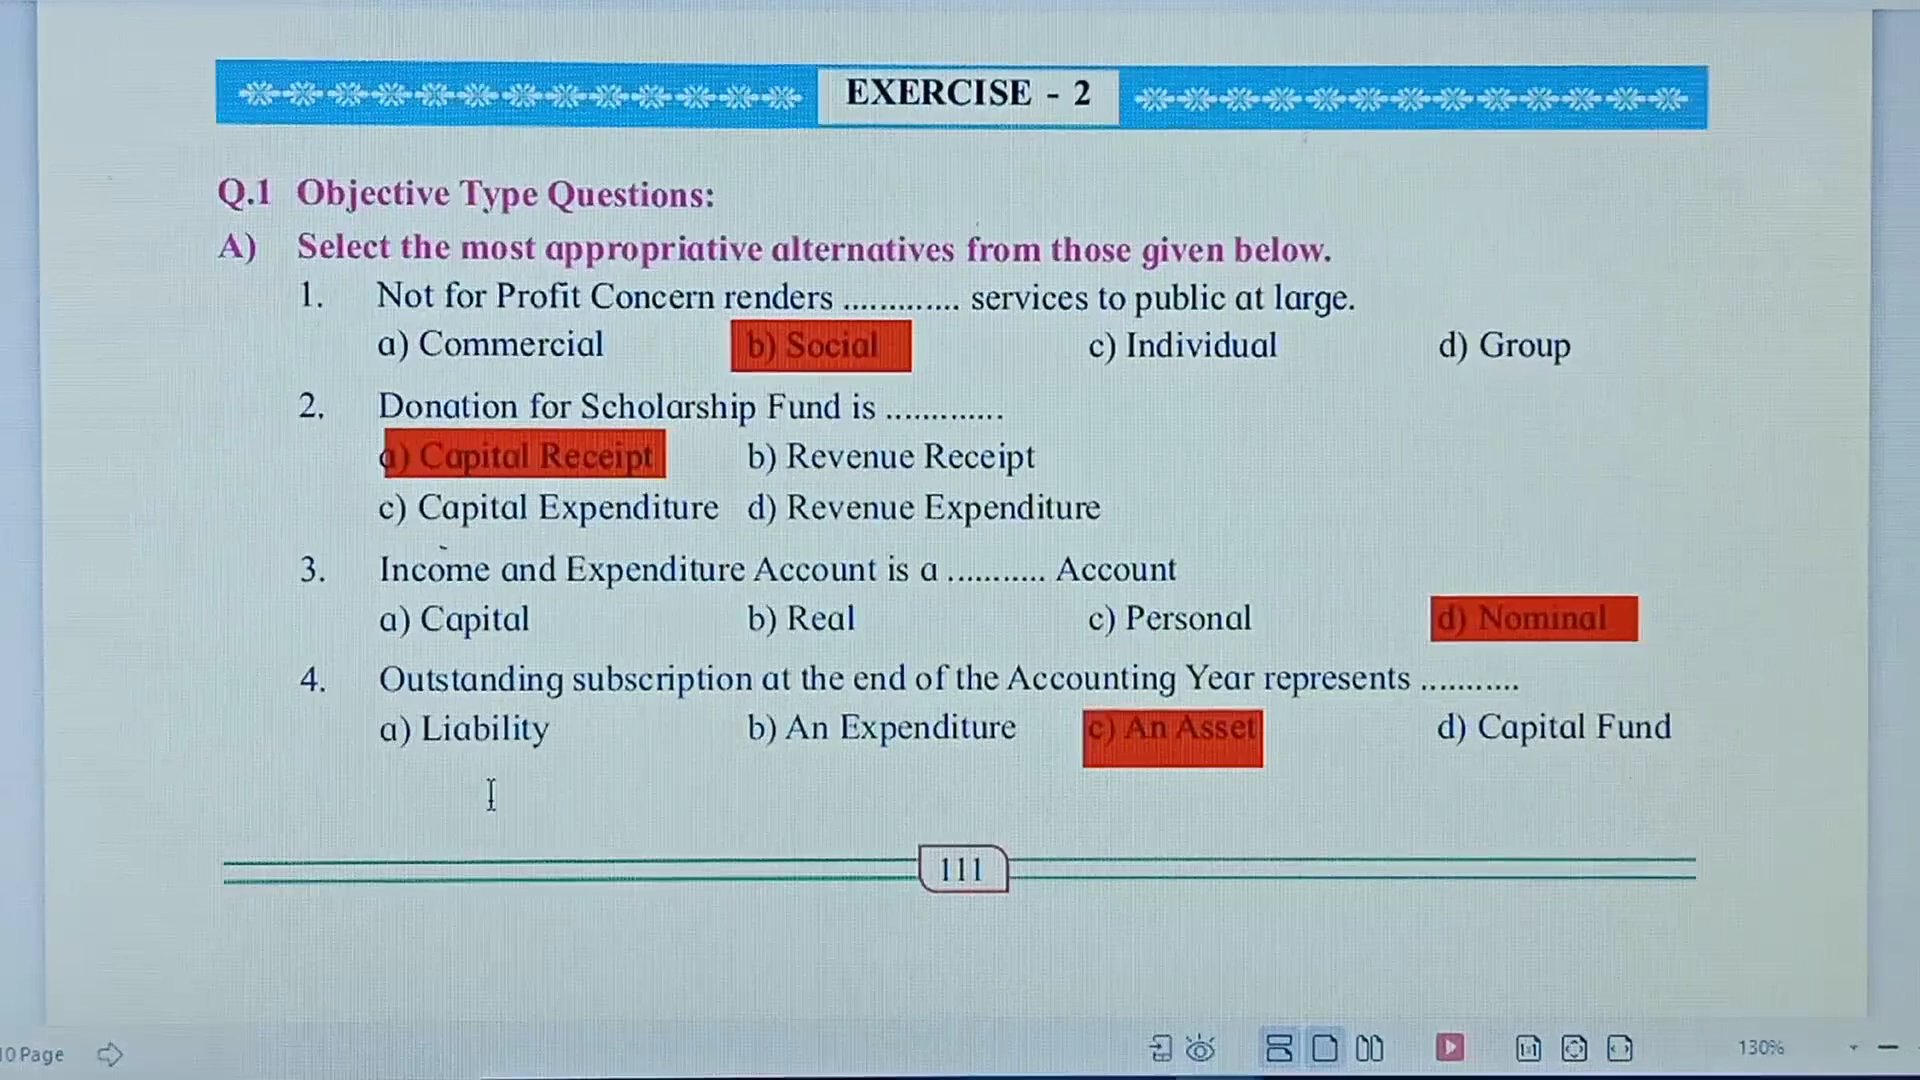 EXERCISE - 2
Q.1 Objective Type Questions:
A) Select the most appropriative alternatives from those given below.
1. Not for Profit Concern renders ............. services to public at large.
a) Commercial b) Social c) Individual d) Group
2. Donation for Scholarship Fund is .............
a) Capital Receipt b) Revenue Receipt
c) Capital Expenditure d) Revenue Expenditure
3. Income and Expenditure Account is a ........... Account
a) Capital b) Real c) Personal d) Nominal
4. Outstanding subscription at the end of the Accounting Year represents ...........
a) Liability b) An Expenditure c) An Asset d) Capital Fund
111
Page 130%